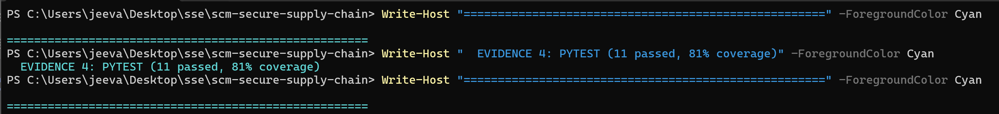 PS C:\Users\jeeva\Desktop\sse\scm-secure-supply-chain> Write-Host "=====================================================" -ForegroundColor Cyan
=====================================================
PS C:\Users\jeeva\Desktop\sse\scm-secure-supply-chain> Write-Host "  EVIDENCE 4: PYTEST (11 passed, 81% coverage)" -ForegroundColor Cyan
  EVIDENCE 4: PYTEST (11 passed, 81% coverage)
PS C:\Users\jeeva\Desktop\sse\scm-secure-supply-chain> Write-Host "=====================================================" -ForegroundColor Cyan
=====================================================